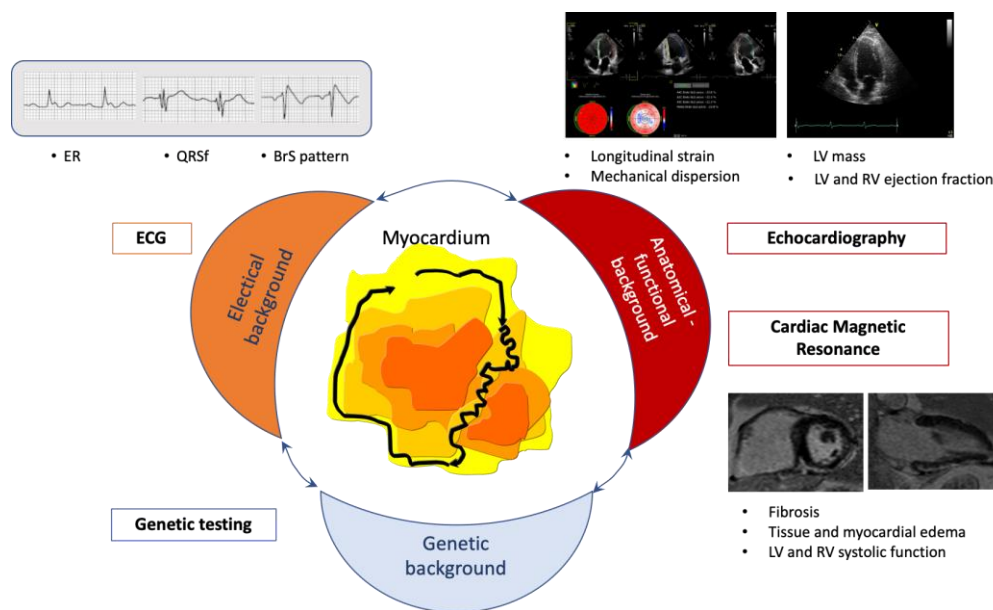 • ER
• QRSf
• BrS pattern
• Longitudinal strain
• Mechanical dispersion
• LV mass
• LV and RV ejection fraction
ECG
Electical
background
Myocardium
Anatomical -
functional
background
Echocardiography
Cardiac Magnetic
Resonance
• Fibrosis
• Tissue and myocardial edema
• LV and RV systolic function
Genetic testing
Genetic
background